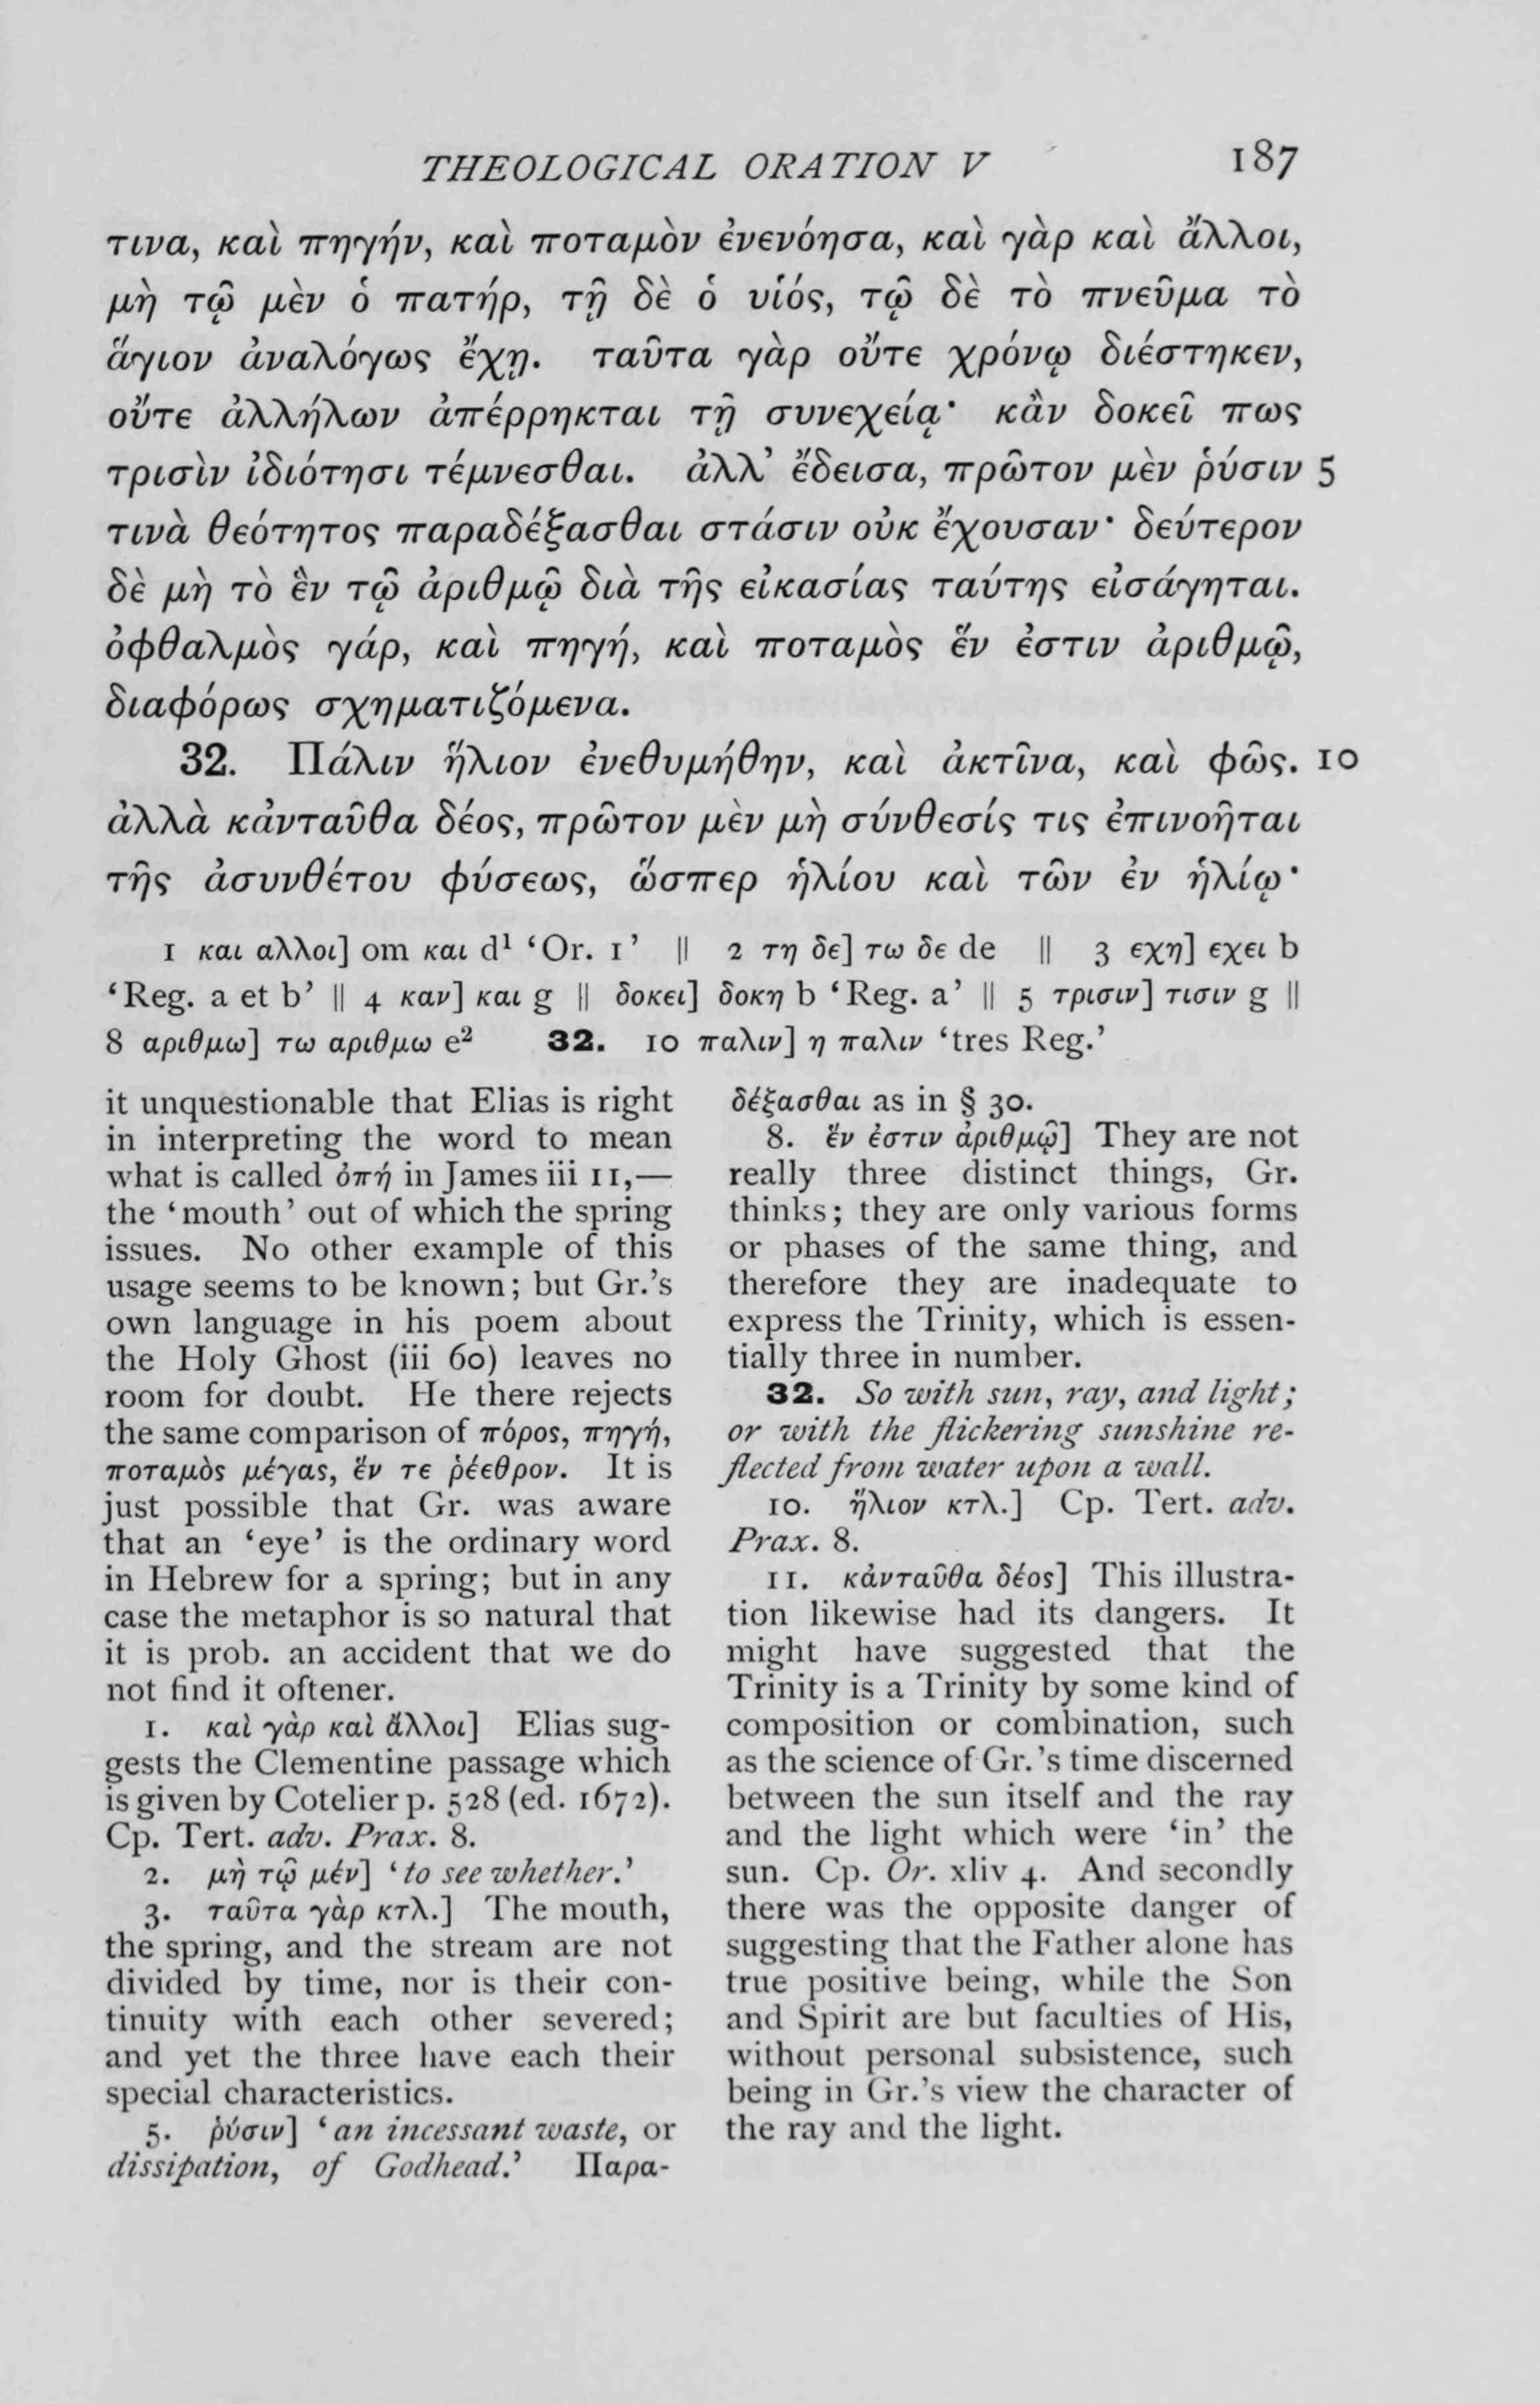 THEOLOGICAL ORATION V 187
τινα, καὶ πηγήν, καὶ ποταμὸν ἐνενόησα, καὶ γὰρ καὶ ἄλλοι,
μὴ τῷ μὲν ὁ πατήρ, τῇ δὲ ὁ υἱός, τῷ δὲ τὸ πνεῦμα τὸ
ἅγιον ἀναλόγως ἔχῃ. ταῦτα γὰρ οὔτε χρόνῳ διέστηκεν,
οὔτε ἀλλήλων ἀπέρρηκται τῇ συνεχείᾳ· κἂν δοκεῖ πως
τρισὶν ἰδιότησι τέμνεσθαι. ἀλλ' ἔδεισα, πρῶτον μὲν ῥύσιν 5
τινὰ θεότητος παραδέξασθαι στάσιν οὐκ ἔχουσαν· δεύτερον
δὲ μὴ τὸ ἓν τῷ ἀριθμῷ διὰ τῆς εἰκασίας ταύτης εἰσάγηται.
ὀφθαλμὸς γάρ, καὶ πηγή, καὶ ποταμὸς ἕν ἐστιν ἀριθμῷ,
διαφόρως σχηματιζόμενα.
32. Πάλιν ἥλιον ἐνεθυμήθην, καὶ ἀκτῖνα, καὶ φῶς. 10
ἀλλὰ κἀνταῦθα δέος, πρῶτον μὲν μὴ σύνθεσίς τις ἐπινοῆται
τῆς ἀσυνθέτου φύσεως, ὥσπερ ἡλίου καὶ τῶν ἐν ἡλίῳ·
1 και αλλοι] om και d¹ 'Or. 1' || 2 τη δε] τω δε de || 3 εχη] εχει b
'Reg. a et b' || 4 καν] και g || δοκει] δοκη b 'Reg. a' || 5 τρισιν] τισιν g ||
8 αριθμω] τω αριθμω e² 32. 10 παλιν] η παλιν 'tres Reg.'
it unquestionable that Elias is right
in interpreting the word to mean
what is called ὀπή in James iii 11,—
the 'mouth' out of which the spring
issues. No other example of this
usage seems to be known; but Gr.'s
own language in his poem about
the Holy Ghost (iii 60) leaves no
room for doubt. He there rejects
the same comparison of πόρος, πηγή,
ποταμὸς μέγας, ἕν τε ῥέεθρον. It is
just possible that Gr. was aware
that an 'eye' is the ordinary word
in Hebrew for a spring; but in any
case the metaphor is so natural that
it is prob. an accident that we do
not find it oftener.
1. καὶ γὰρ καὶ ἄλλοι] Elias sug-
gests the Clementine passage which
is given by Cotelier p. 528 (ed. 1672).
Cp. Tert. adv. Prax. 8.
2. μὴ τῷ μέν] 'to see whether.'
3. ταῦτα γὰρ κτλ.] The mouth,
the spring, and the stream are not
divided by time, nor is their con-
tinuity with each other severed;
and yet the three have each their
special characteristics.
5. ῥύσιν] 'an incessant waste, or
dissipation, of Godhead.' Παρα-
δέξασθαι as in § 30.
8. ἕν ἐστιν ἀριθμῷ] They are not
really three distinct things, Gr.
thinks; they are only various forms
or phases of the same thing, and
therefore they are inadequate to
express the Trinity, which is essen-
tially three in number.
32. So with sun, ray, and light;
or with the flickering sunshine re-
flected from water upon a wall.
10. ἥλιον κτλ.] Cp. Tert. adv.
Prax. 8.
11. κἀνταῦθα δέος] This illustra-
tion likewise had its dangers. It
might have suggested that the
Trinity is a Trinity by some kind of
composition or combination, such
as the science of Gr.'s time discerned
between the sun itself and the ray
and the light which were 'in' the
sun. Cp. Or. xliv 4. And secondly
there was the opposite danger of
suggesting that the Father alone has
true positive being, while the Son
and Spirit are but faculties of His,
without personal subsistence, such
being in Gr.'s view the character of
the ray and the light.